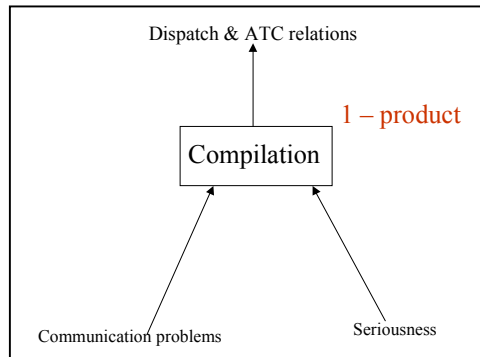 Dispatch & ATC relations
1 – product
Compilation
Communication problems
Seriousness